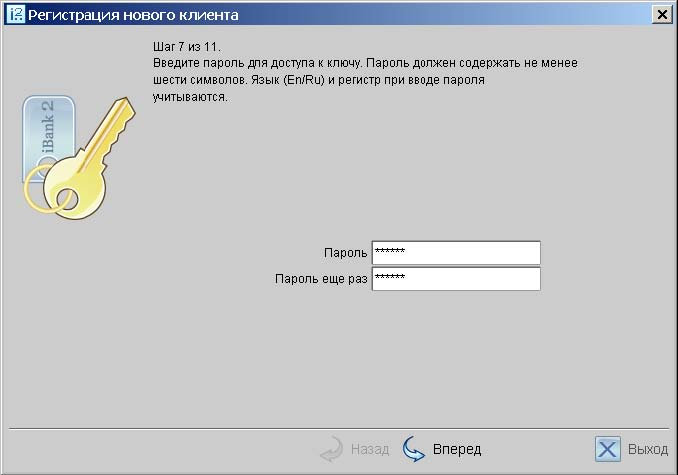 i2 Регистрация нового клиента
Шаг 7 из 11.
Введите пароль для доступа к ключу. Пароль должен содержать не менее
шести символов. Язык (En/Ru) и регистр при вводе пароля
учитываются.
iBank 2
Пароль ******
Пароль еще раз ******
Назад Вперед Выход